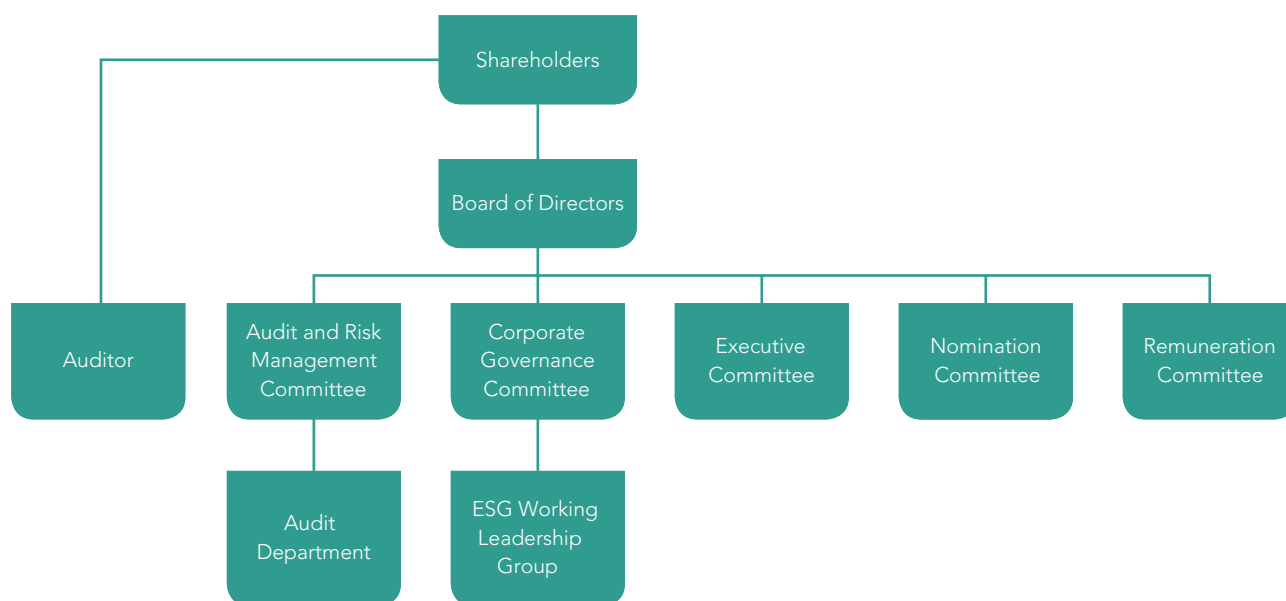 Shareholders
Board of Directors
Auditor
Audit and Risk
Management
Committee
Corporate
Governance
Committee
Executive
Committee
Nomination
Committee
Remuneration
Committee
Audit
Department
ESG Working
Leadership
Group